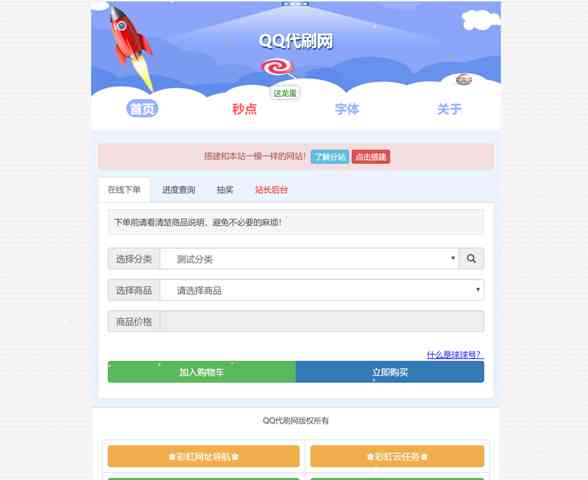 QQ代刷网
送龙蛋
首页 秒点 字体 关于
搭建和本站一模一样的网站! 了解分站 点击搭建
在线下单 进度查询 抽奖 站长后台
下单前请看清楚商品说明，避免不必要的麻烦!
选择分类 测试分类
选择商品 请选择商品
商品价格
什么是球球号?
加入购物车 立即购买
QQ代刷网版权所有
✿彩虹网址导航✿ ✿彩虹云任务✿